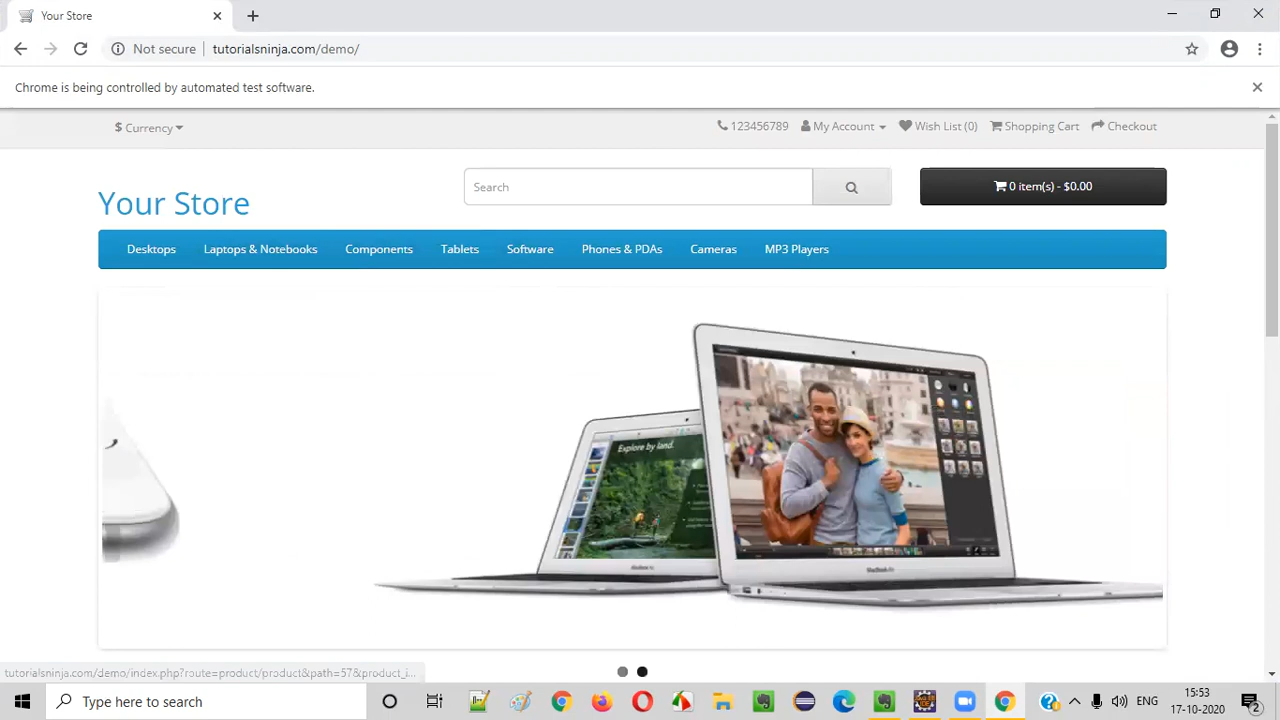 Your Store
Not secure
tutorialsninja.com/demo/
Chrome is being controlled by automated test software.
$ Currency
123456789
My Account
Wish List (0)
Shopping Cart
Checkout
Your Store
Search
0 item(s) - $0.00
Desktops
Laptops & Notebooks
Components
Tablets
Software
Phones & PDAs
Cameras
MP3 Players
Explore by land.
tutorialsninja.com/demo/index.php?route=product/product&path=57&product_i...
Type here to search
ENG
15:53
17-10-2020
2